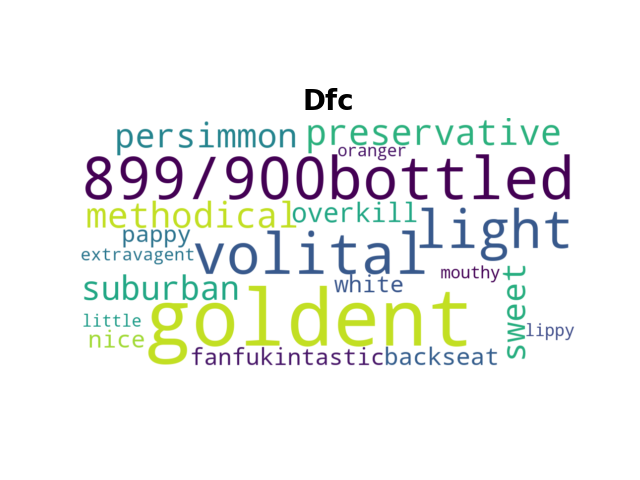 Dfc
persimmon preservative
oranger
899/900bottled
methodical overkill light
pappy volital
extravagent mouthy
suburban white sweet
little goldent lippy
nice
fanfukintastic backseat